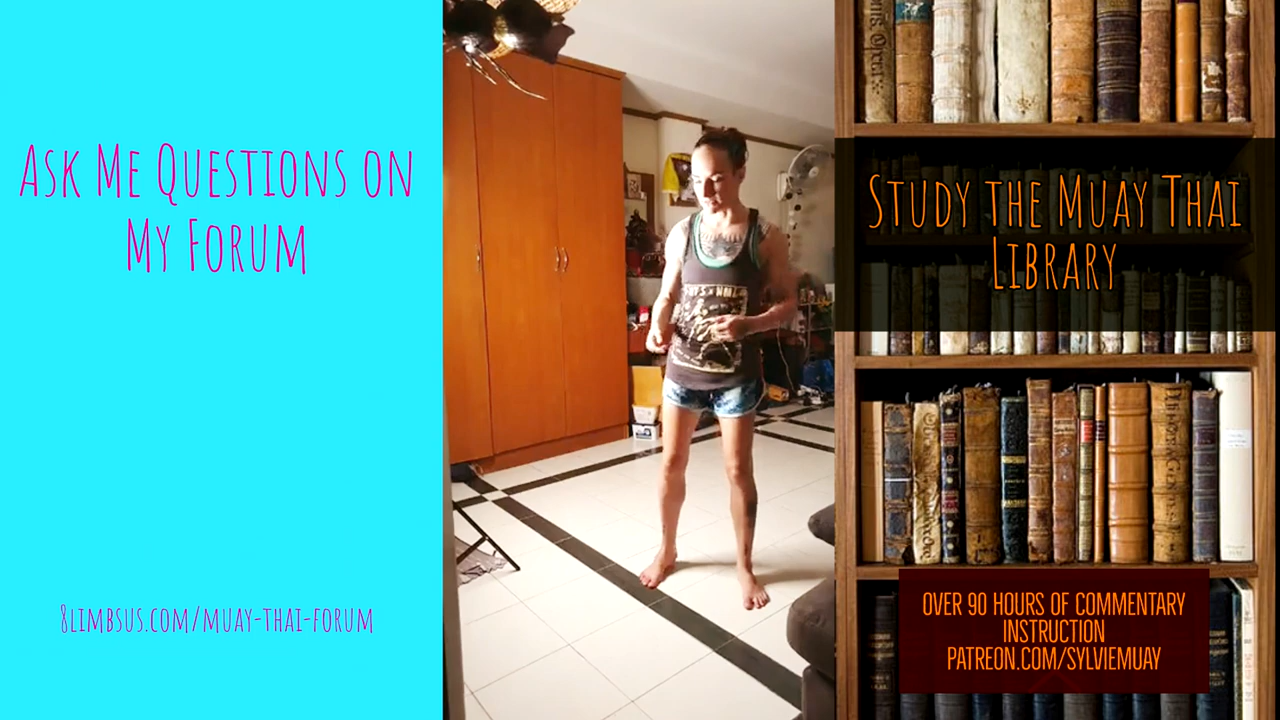 Ask Me Questions on
My Forum
8limbsus.com/muay-thai-forum
Study the Muay Thai
Library
OVER 90 HOURS OF COMMENTARY
INSTRUCTION
PATREON.COM/SYLVIEMUAY